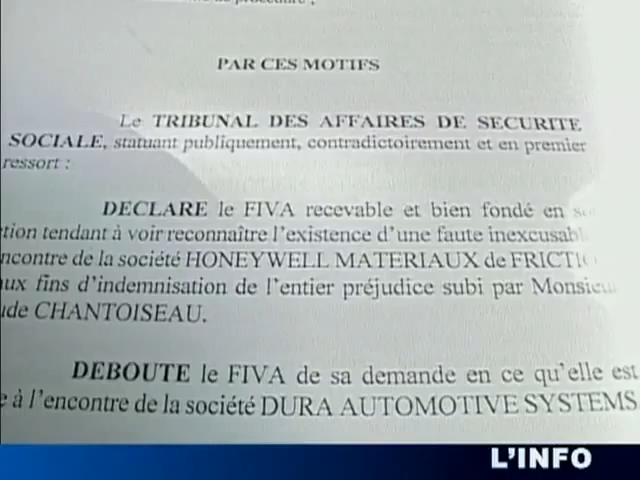 de procédure ;
PAR CES MOTIFS
Le TRIBUNAL DES AFFAIRES DE SECURITE
SOCIALE, statuant publiquement, contradictoirement et en premier
ressort :
DECLARE le FIVA recevable et bien fondé en
tion tendant à voir reconnaître l'existence d'une faute inexcusabl
ncontre de la société HONEYWELL MATERIAUX de FRICTIO
ux fins d'indemnisation de l'entier préjudice subi par Monsieu
ude CHANTOISEAU.
DEBOUTE le FIVA de sa demande en ce qu'elle est
e à l'encontre de la société DURA AUTOMOTIVE SYSTEMS
L'INFO